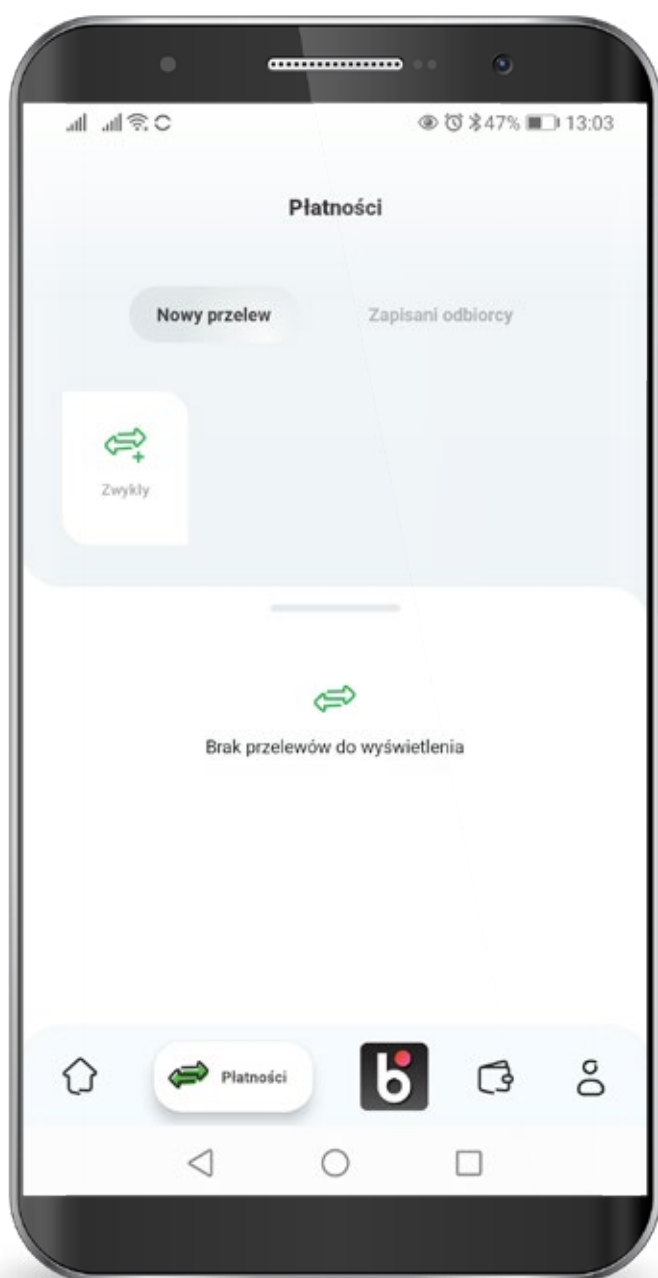 47% 13:03
Płatności
Nowy przelew Zapisani odbiorcy
Zwykły
Brak przelewów do wyświetlenia
Płatności
b